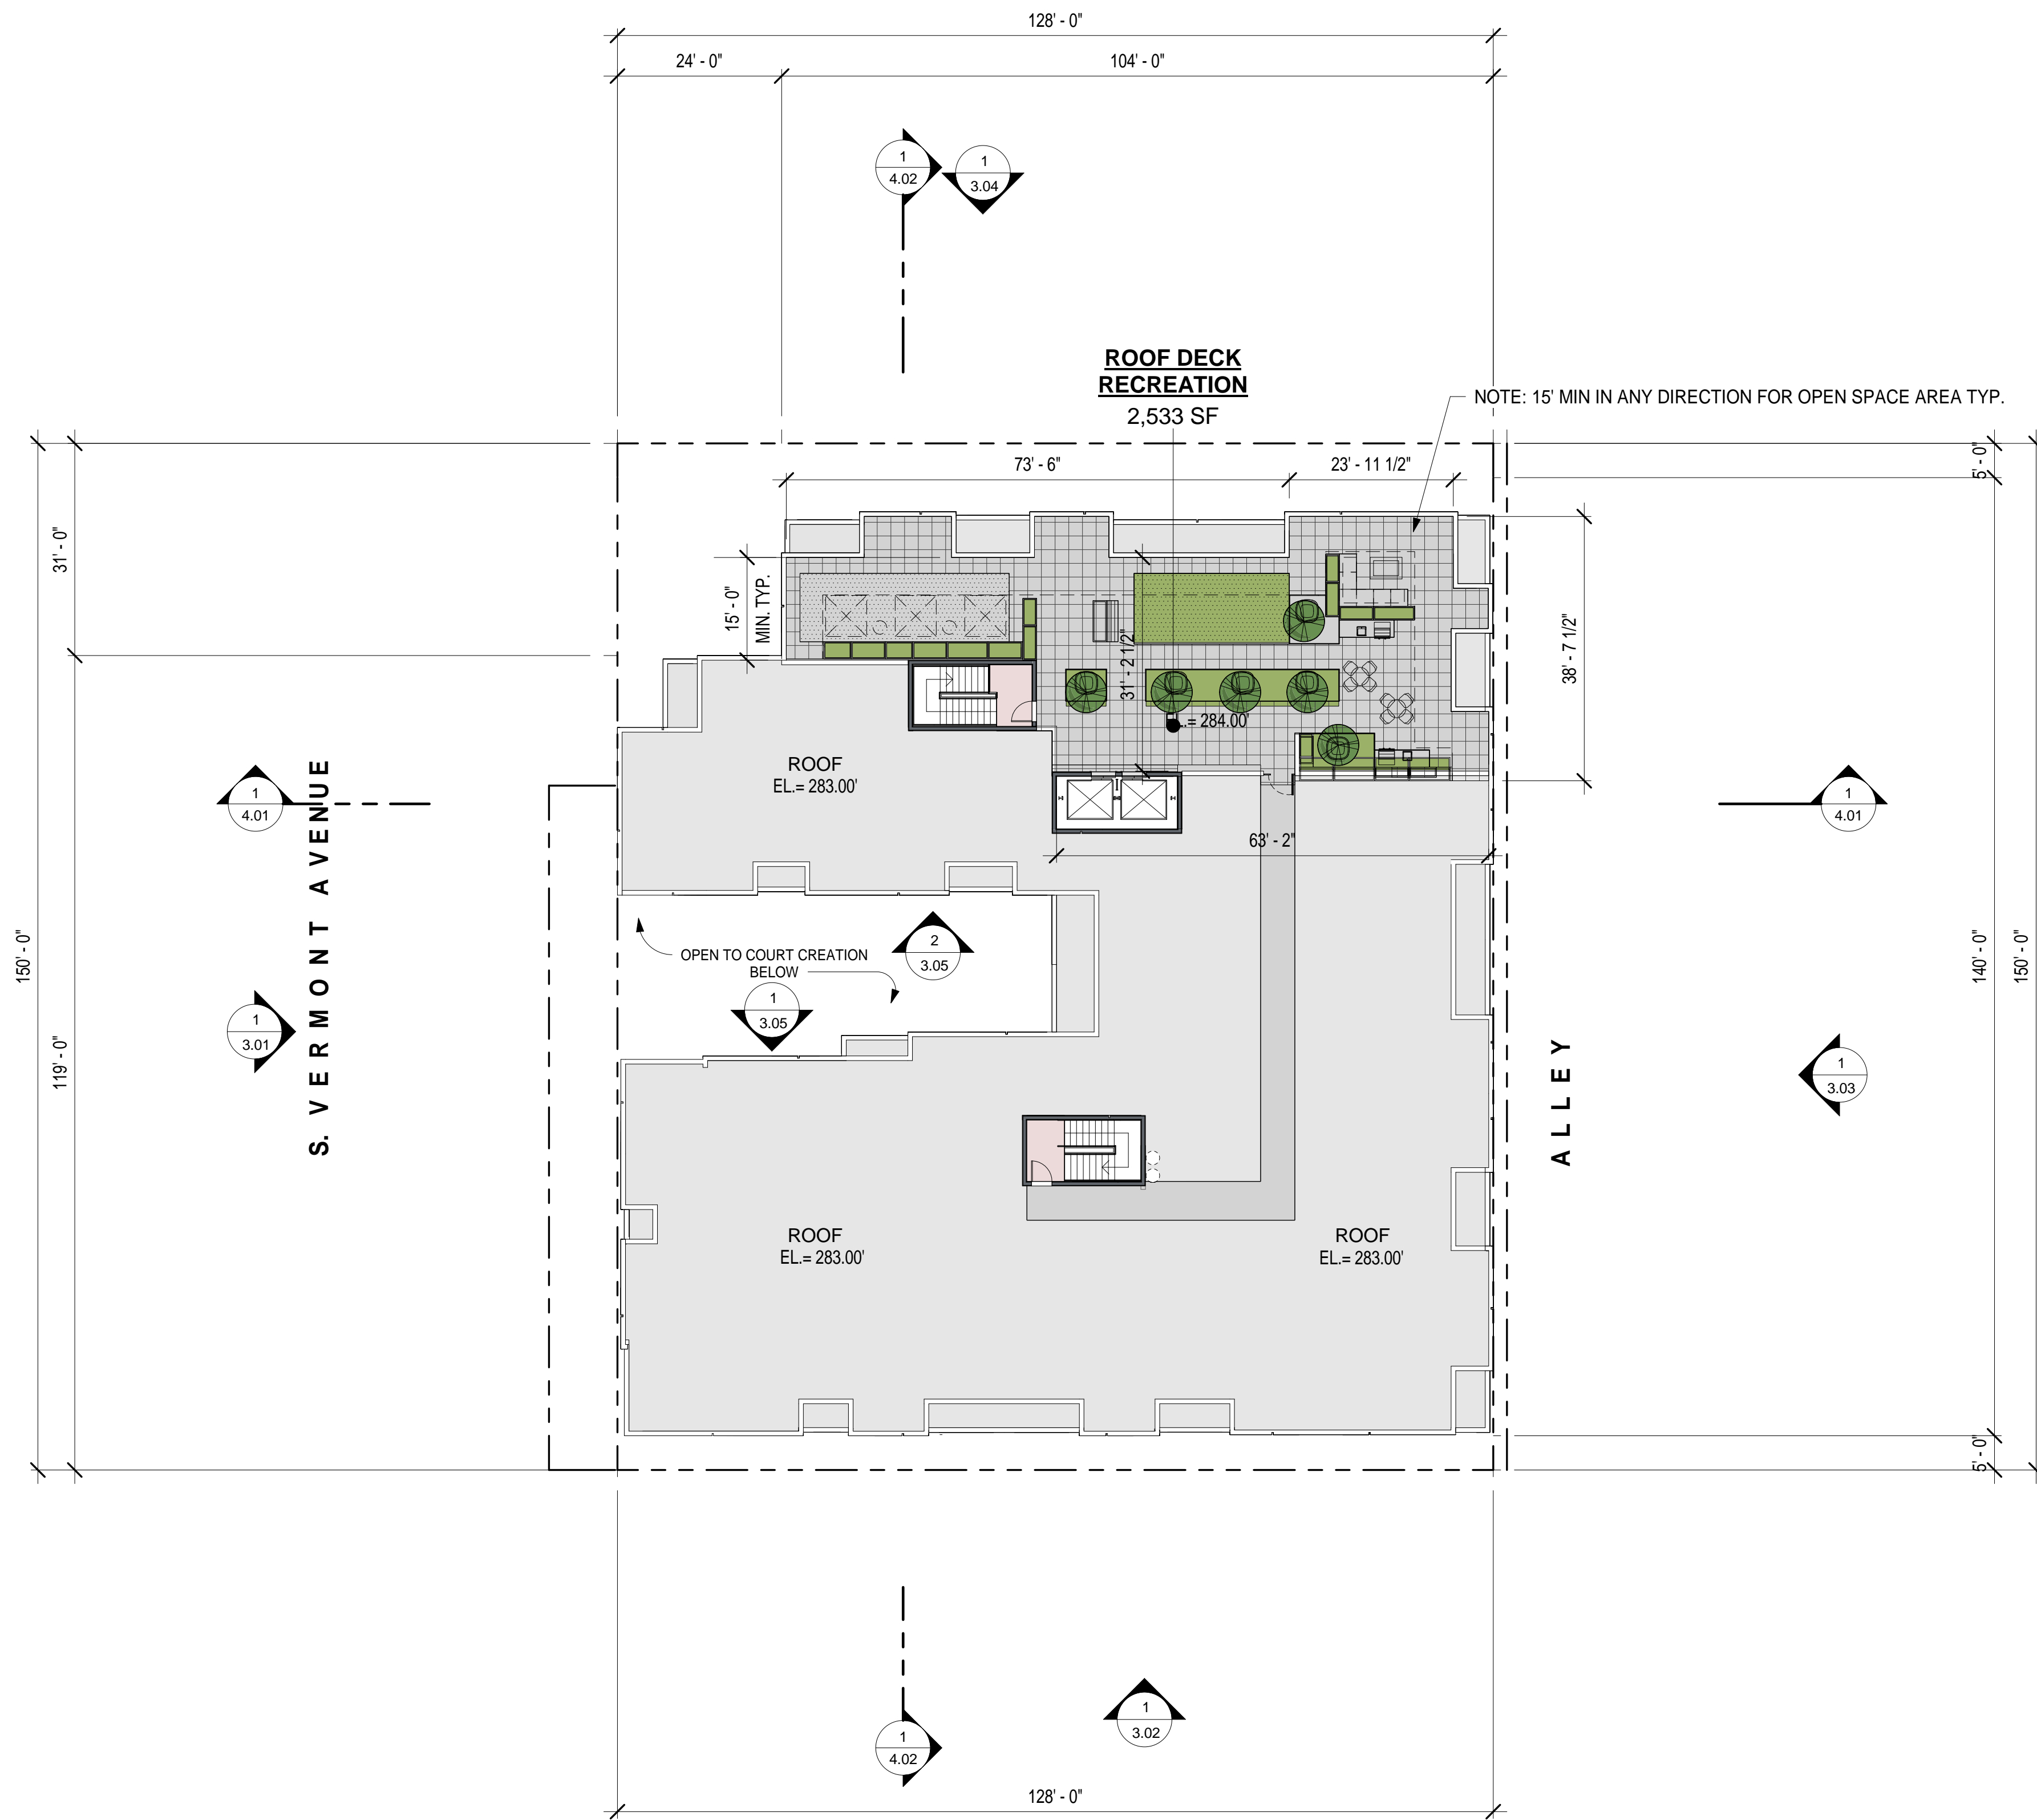 128' - 0"
24' - 0"
104' - 0"
1
4.02
1
3.04
ROOF DECK
RECREATION
2,533 SF
NOTE: 15' MIN IN ANY DIRECTION FOR OPEN SPACE AREA TYP.
73' - 6"
23' - 11 1/2"
5' - 0"
31' - 0"
15' - 0"
MIN. TYP.
31' - 2 1/2"
38' - 7 1/2"
= 284.00'
ROOF
EL.= 283.00'
1
4.01
S. VERMONT AVENUE
1
4.01
63' - 2"
150' - 0"
119' - 0"
OPEN TO COURT CREATION
BELOW
2
3.05
1
3.05
1
3.01
ALLEY
1
3.03
140' - 0"
150' - 0"
ROOF
EL.= 283.00'
ROOF
EL.= 283.00'
5' - 0"
1
4.02
1
3.02
128' - 0"